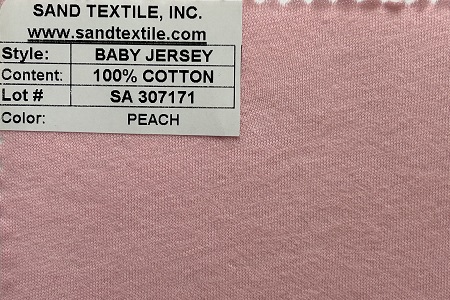 SAND TEXTILE, INC.
www.sandtextile.com
Style: BABY JERSEY
Content: 100% COTTON
Lot # SA 307171
Color: PEACH